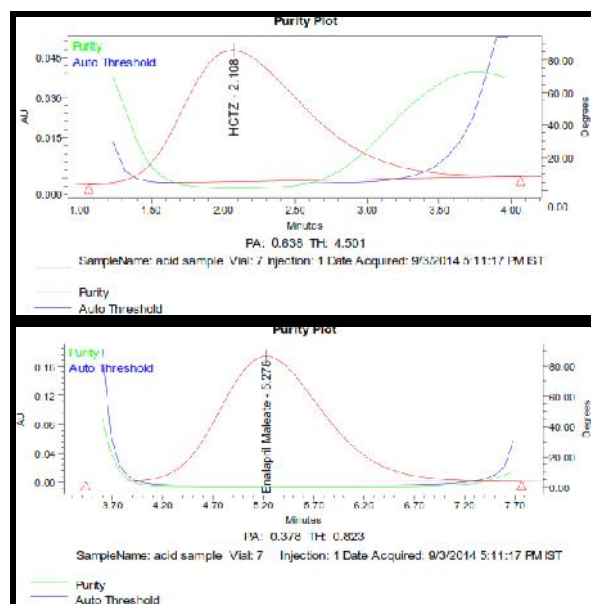 Purity Plot
Purity
Auto Threshold
0.045
0.030
0.015
0.000
AU
HCTZ - 2.108
80.00
60.00
40.00
20.00
0.00
Degrees
1.00 1.50 2.00 2.50 3.00 3.50 4.00
Minutes
PA: 0.638 TH: 4.501
SampleName: acid sample Vial: 7 Injection: 1 Date Acquired: 9/3/2014 5:11:17 PM IST
Purity
Auto Threshold
Purity Plot
Purity
Auto Threshold
0.16
0.12
0.06
0.04
0.00
AU
Enalapril Maleate - 5.276
80.00
60.00
40.00
20.00
0.00
Degrees
3.70 4.20 4.70 5.20 5.70 6.20 6.70 7.20 7.70
Minutes
PA: 0.378 TH: 0.823
SampleName: acid sample Vial: 7 Injection: 1 Date Acquired: 9/3/2014 5:11:17 PM IST
Purity
Auto Threshold